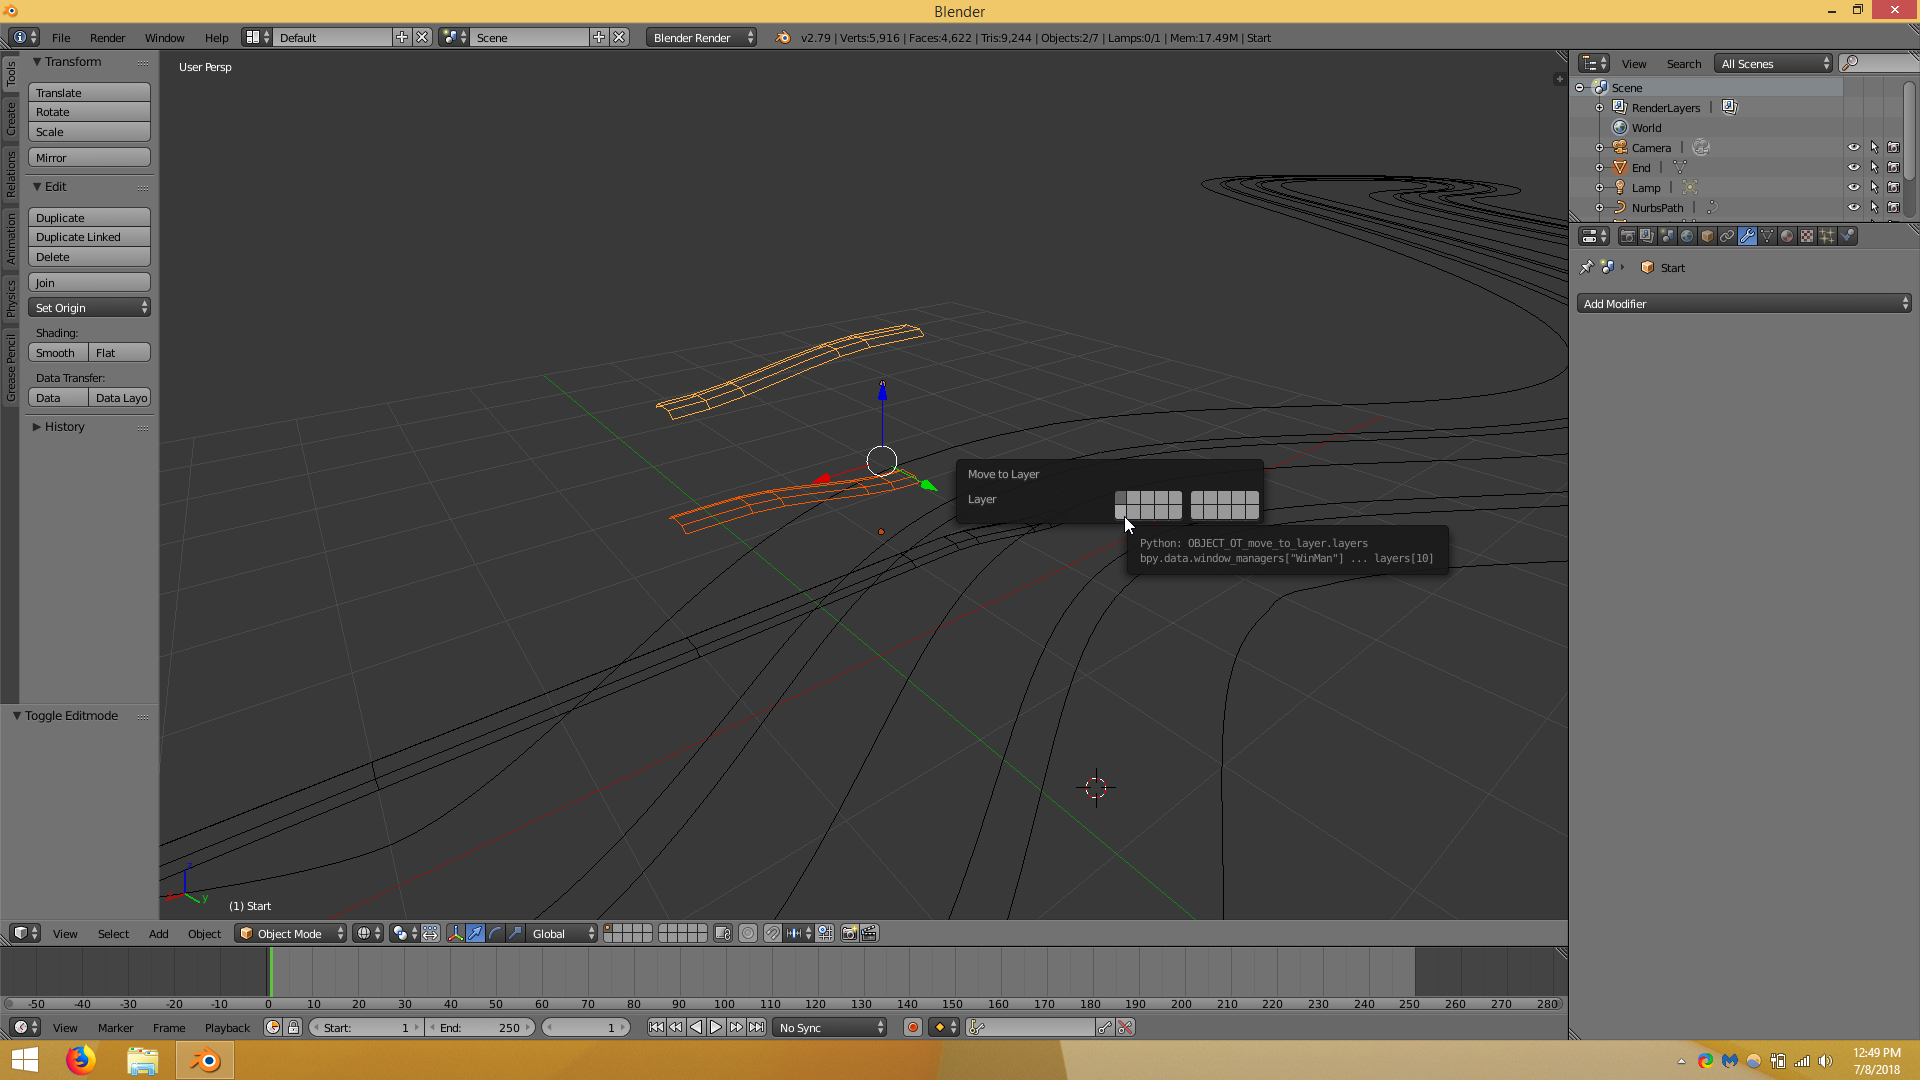 Blender
File Render Window Help Default Scene Blender Render v2.79 | Verts:5,916 | Faces:4,622 | Tris:9,244 | Objects:2/7 | Lamps:0/1 | Mem:17.49M | Start
Tools
Create
Relations
Animation
Physics
Grease Pencil
Transform
Translate
Rotate
Scale
Mirror
Edit
Duplicate
Duplicate Linked
Delete
Join
Set Origin
Shading:
Smooth Flat
Data Transfer:
Data Data Layo
History
Toggle Editmode
User Persp
Move to Layer
Layer
Python: OBJECT_OT_move_to_layer.layers
bpy.data.window_managers["WinMan"] ... layers[10]
z
x y
(1) Start
View Search All Scenes
Scene
RenderLayers
World
Camera
End
Lamp
NurbsPath
Start
Add Modifier
View Select Add Object Object Mode Global
-50 -40 -30 -20 -10 0 10 20 30 40 50 60 70 80 90 100 110 120 130 140 150 160 170 180 190 200 210 220 230 240 250 260 270 280
View Marker Frame Playback Start: 1 End: 250 1 No Sync
12:49 PM
7/8/2018